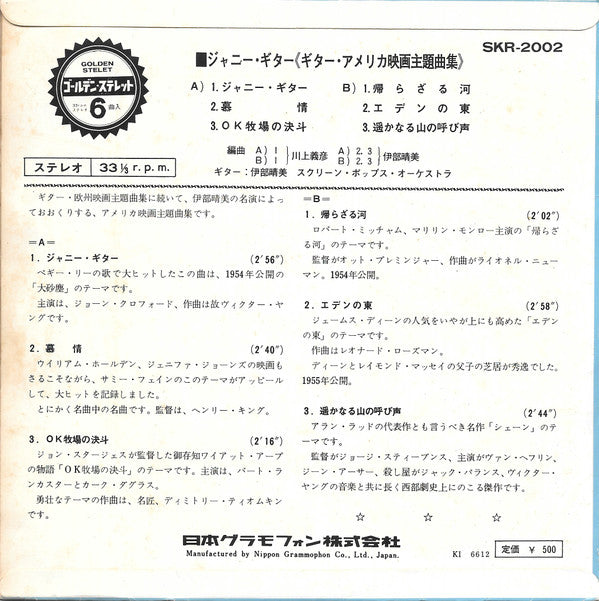 GOLDEN
STELET
ゴールデン・ステレット
6
曲入
SKR-2002
■ジャニー・ギター《ギター・アメリカ映画主題曲集》
A) 1.ジャニー・ギター
2.慕情
3.OK牧場の決斗
B) 1.帰らざる河
2.エデンの東
3.遥かなる山の呼び声
編曲 A) 1 B) 1 }川上義彦 A) 2.3 B) 2.3 }伊部晴美
ギター:伊部晴美 スクリーン・ポップス・オーケストラ
ステレオ 33 1/3 r.p.m.
ギター・欧州映画主題曲集に続いて、伊部晴美の名演によっ
ておおくりする、アメリカ映画主題曲集です。
=A=
1.ジャニー・ギター (2′56″)
ペギー・リーの歌で大ヒットしたこの曲は、1954年公開の
「大砂塵」のテーマです。
主演は、ジョーン・クロフォード、作曲は故ヴィクター・ヤ
ングです。
2.慕情 (2′40″)
ウイリアム・ホールデン、ジェニファ・ジョーンズの映画も
さることながら、サミー・フェインのこのテーマがアッピール
して、大ヒットを記録しました。
とにかく名曲中の名曲です。監督は、ヘンリー・キング。
3.OK牧場の決斗 (2′16″)
ジョン・スタージェスが監督した御存知ワイアット・アープ
の物語「OK牧場の決斗」のテーマです。主演は、バート・ラ
ンカスターとカーク・ダグラス。
勇壮なテーマの作曲は、名匠、ディミトリー・ティオムキン
です。
=B=
1.帰らざる河 (2′02″)
ロバート・ミッチャム、マリリン・モンロー主演の「帰らざ
る河」のテーマです。
監督がオット・プレミンジャー、作曲がライオネル・ニュー
マン。1954年公開。
2.エデンの東 (2′58″)
ジェームス・ディーンの人気をいやが上にも高めた「エデン
の東」のテーマです。
作曲はレオナード・ローズマン。
ディーンとレイモンド・マッセイの父子の芝居が秀逸でした。
1955年公開。
3.遥かなる山の呼び声 (2′44″)
アラン・ラッドの代表作とも言うべき名作「シェーン」のテ
ーマです。
監督がジョージ・スティーブンス、主演がヴァン・ヘフリン、
ジーン・アーサー、殺し屋がジャック・パランス、ヴィクター・
ヤングの音楽と共に長く西部劇史上にのこる傑作です。
☆ ☆ ☆
日本グラモフォン株式会社
Manufactured by Nippon Grammophon Co., Ltd., Japan.
KI 6612
定価 ¥ 500